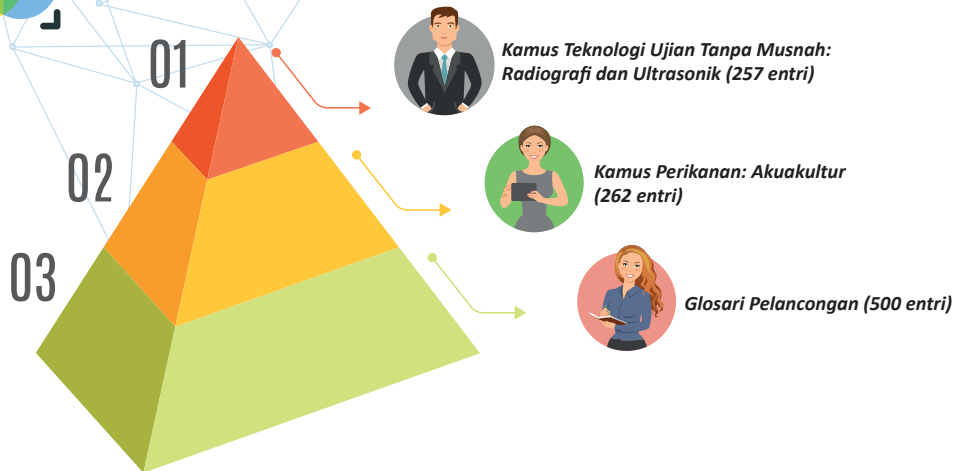 01
Kamus Teknologi Ujian Tanpa Musnah:
Radiografi dan Ultrasonik (257 entri)
02
Kamus Perikanan: Akuakultur
(262 entri)
03
Glosari Pelancongan (500 entri)